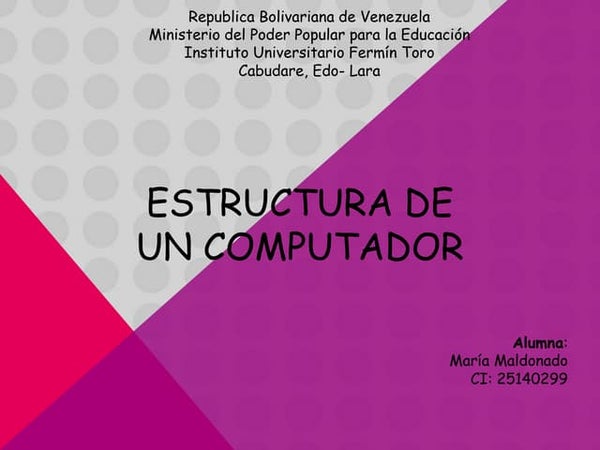 Republica Bolivariana de Venezuela
Ministerio del Poder Popular para la Educación
Instituto Universitario Fermín Toro
Cabudare, Edo- Lara
ESTRUCTURA DE
UN COMPUTADOR
Alumna:
María Maldonado
CI: 25140299